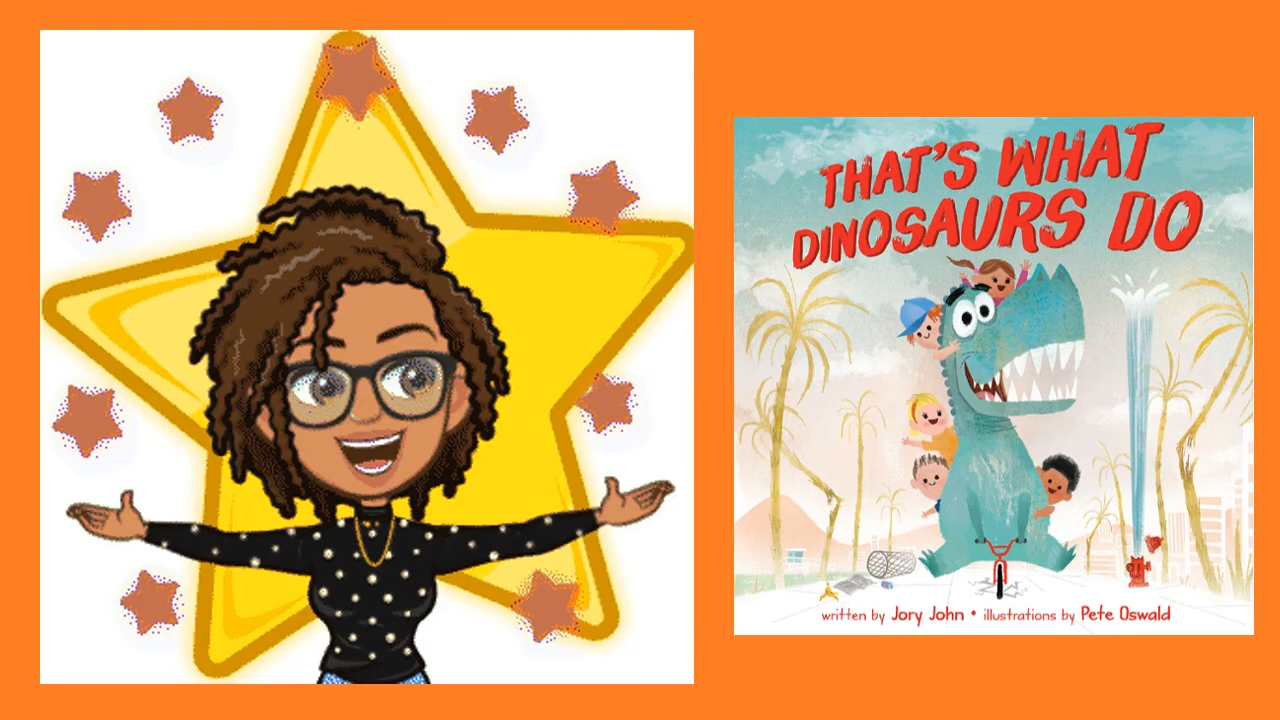 THAT'S WHAT
DINOSAURS DO
written by Jory John • illustrations by Pete Oswald